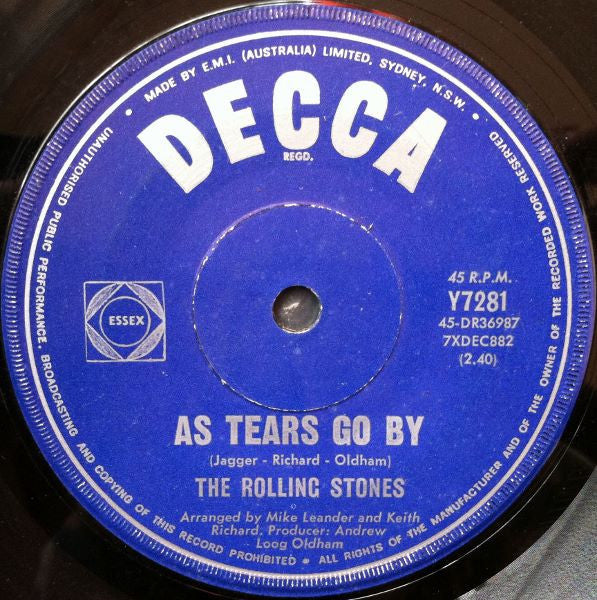 MADE BY E.M.I. (AUSTRALIA) LIMITED. SYDNEY, N.S.W. •
DECCA
REGD.
UNAUTHORISED PUBLIC PERFORMANCE. BROADCASTING AND COPYING OF THIS RECORD PROHIBITED • ALL RIGHTS OF THE MANUFACTURER AND OF THE OWNER OF THE RECORDED WORK RESERVED
ESSEX
45 R.P.M.
Y7281
45-DR36987
7XDEC882
(2.40)
AS TEARS GO BY
(Jagger - Richard - Oldham)
THE ROLLING STONES
Arranged by Mike Leander and Keith
Richard, Producer: Andrew
Loog Oldham